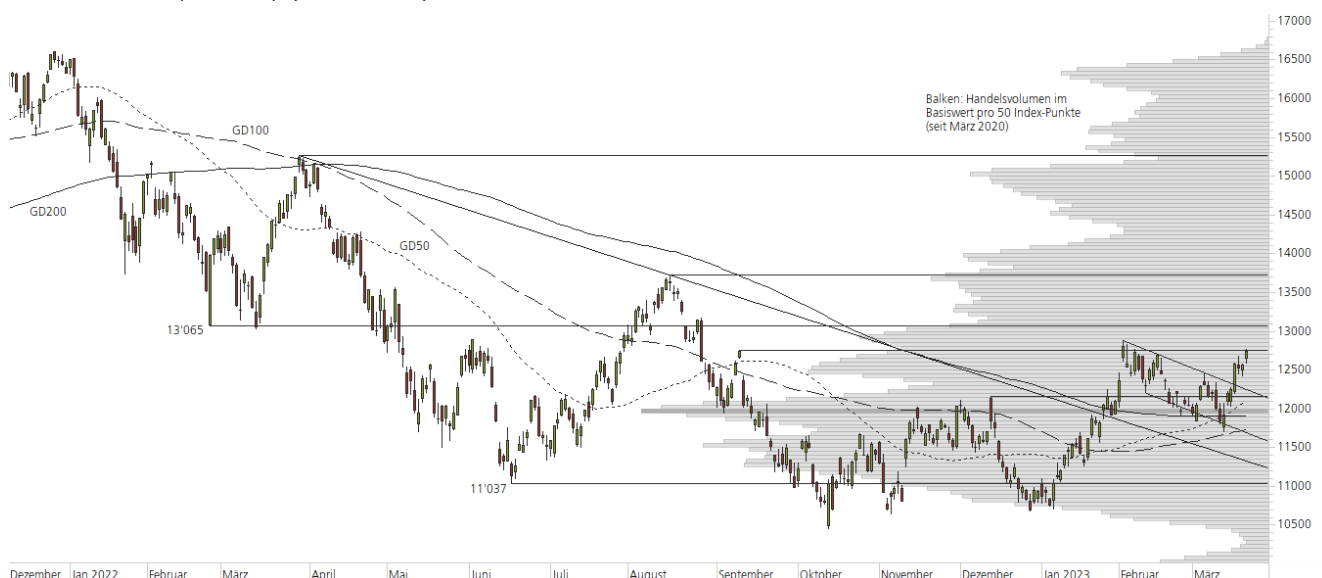 17000
16500
16000
15500
15000
14500
14000
13500
13000
12500
12000
11500
11000
10500
Balken: Handelsvolumen im
Basiswert pro 50 Index-Punkte
(seit März 2020)
GD100
GD200
GD50
13'065
11'037
Dezember Jan 2022 Februar März April Mai Juni Juli August September Oktober November Dezember Jan 2023 Februar März